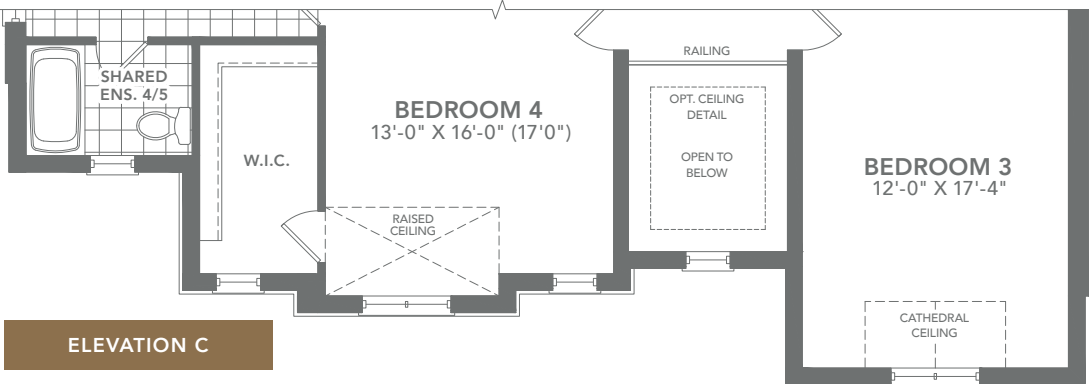 SHARED
ENS. 4/5
W.I.C.
BEDROOM 4
13'-0" X 16'-0" (17'0")
RAISED
CEILING
RAILING
OPT. CEILING
DETAIL
OPEN TO
BELOW
BEDROOM 3
12'-0" X 17'-4"
CATHEDRAL
CEILING
ELEVATION C